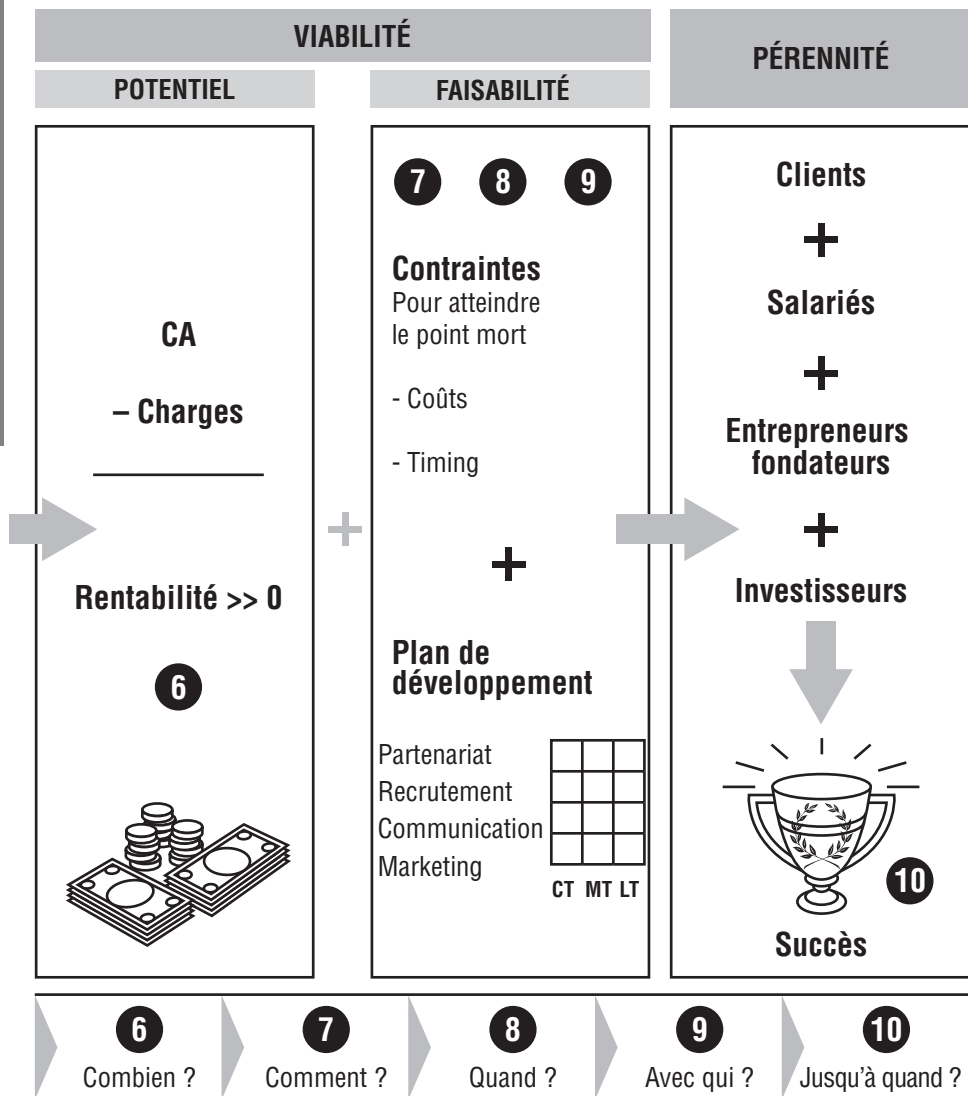 VIABILITÉ
POTENTIEL
FAISABILITÉ
PÉRENNITÉ
CA
– Charges
Rentabilité >> 0
6
7 8 9
Contraintes
Pour atteindre
le point mort
- Coûts
- Timing
+
Plan de
développement
Partenariat
Recrutement
Communication
Marketing
CT MT LT
+
Clients
+
Salariés
+
Entrepreneurs
fondateurs
+
Investisseurs
10
Succès
6
Combien ?
7
Comment ?
8
Quand ?
9
Avec qui ?
10
Jusqu'à quand ?